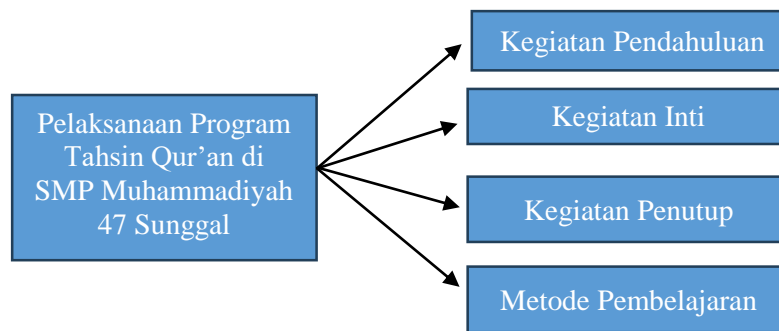 Kegiatan Pendahuluan
Pelaksanaan Program
Tahsin Qur’an di
SMP Muhammadiyah
47 Sunggal
Kegiatan Inti
Kegiatan Penutup
Metode Pembelajaran